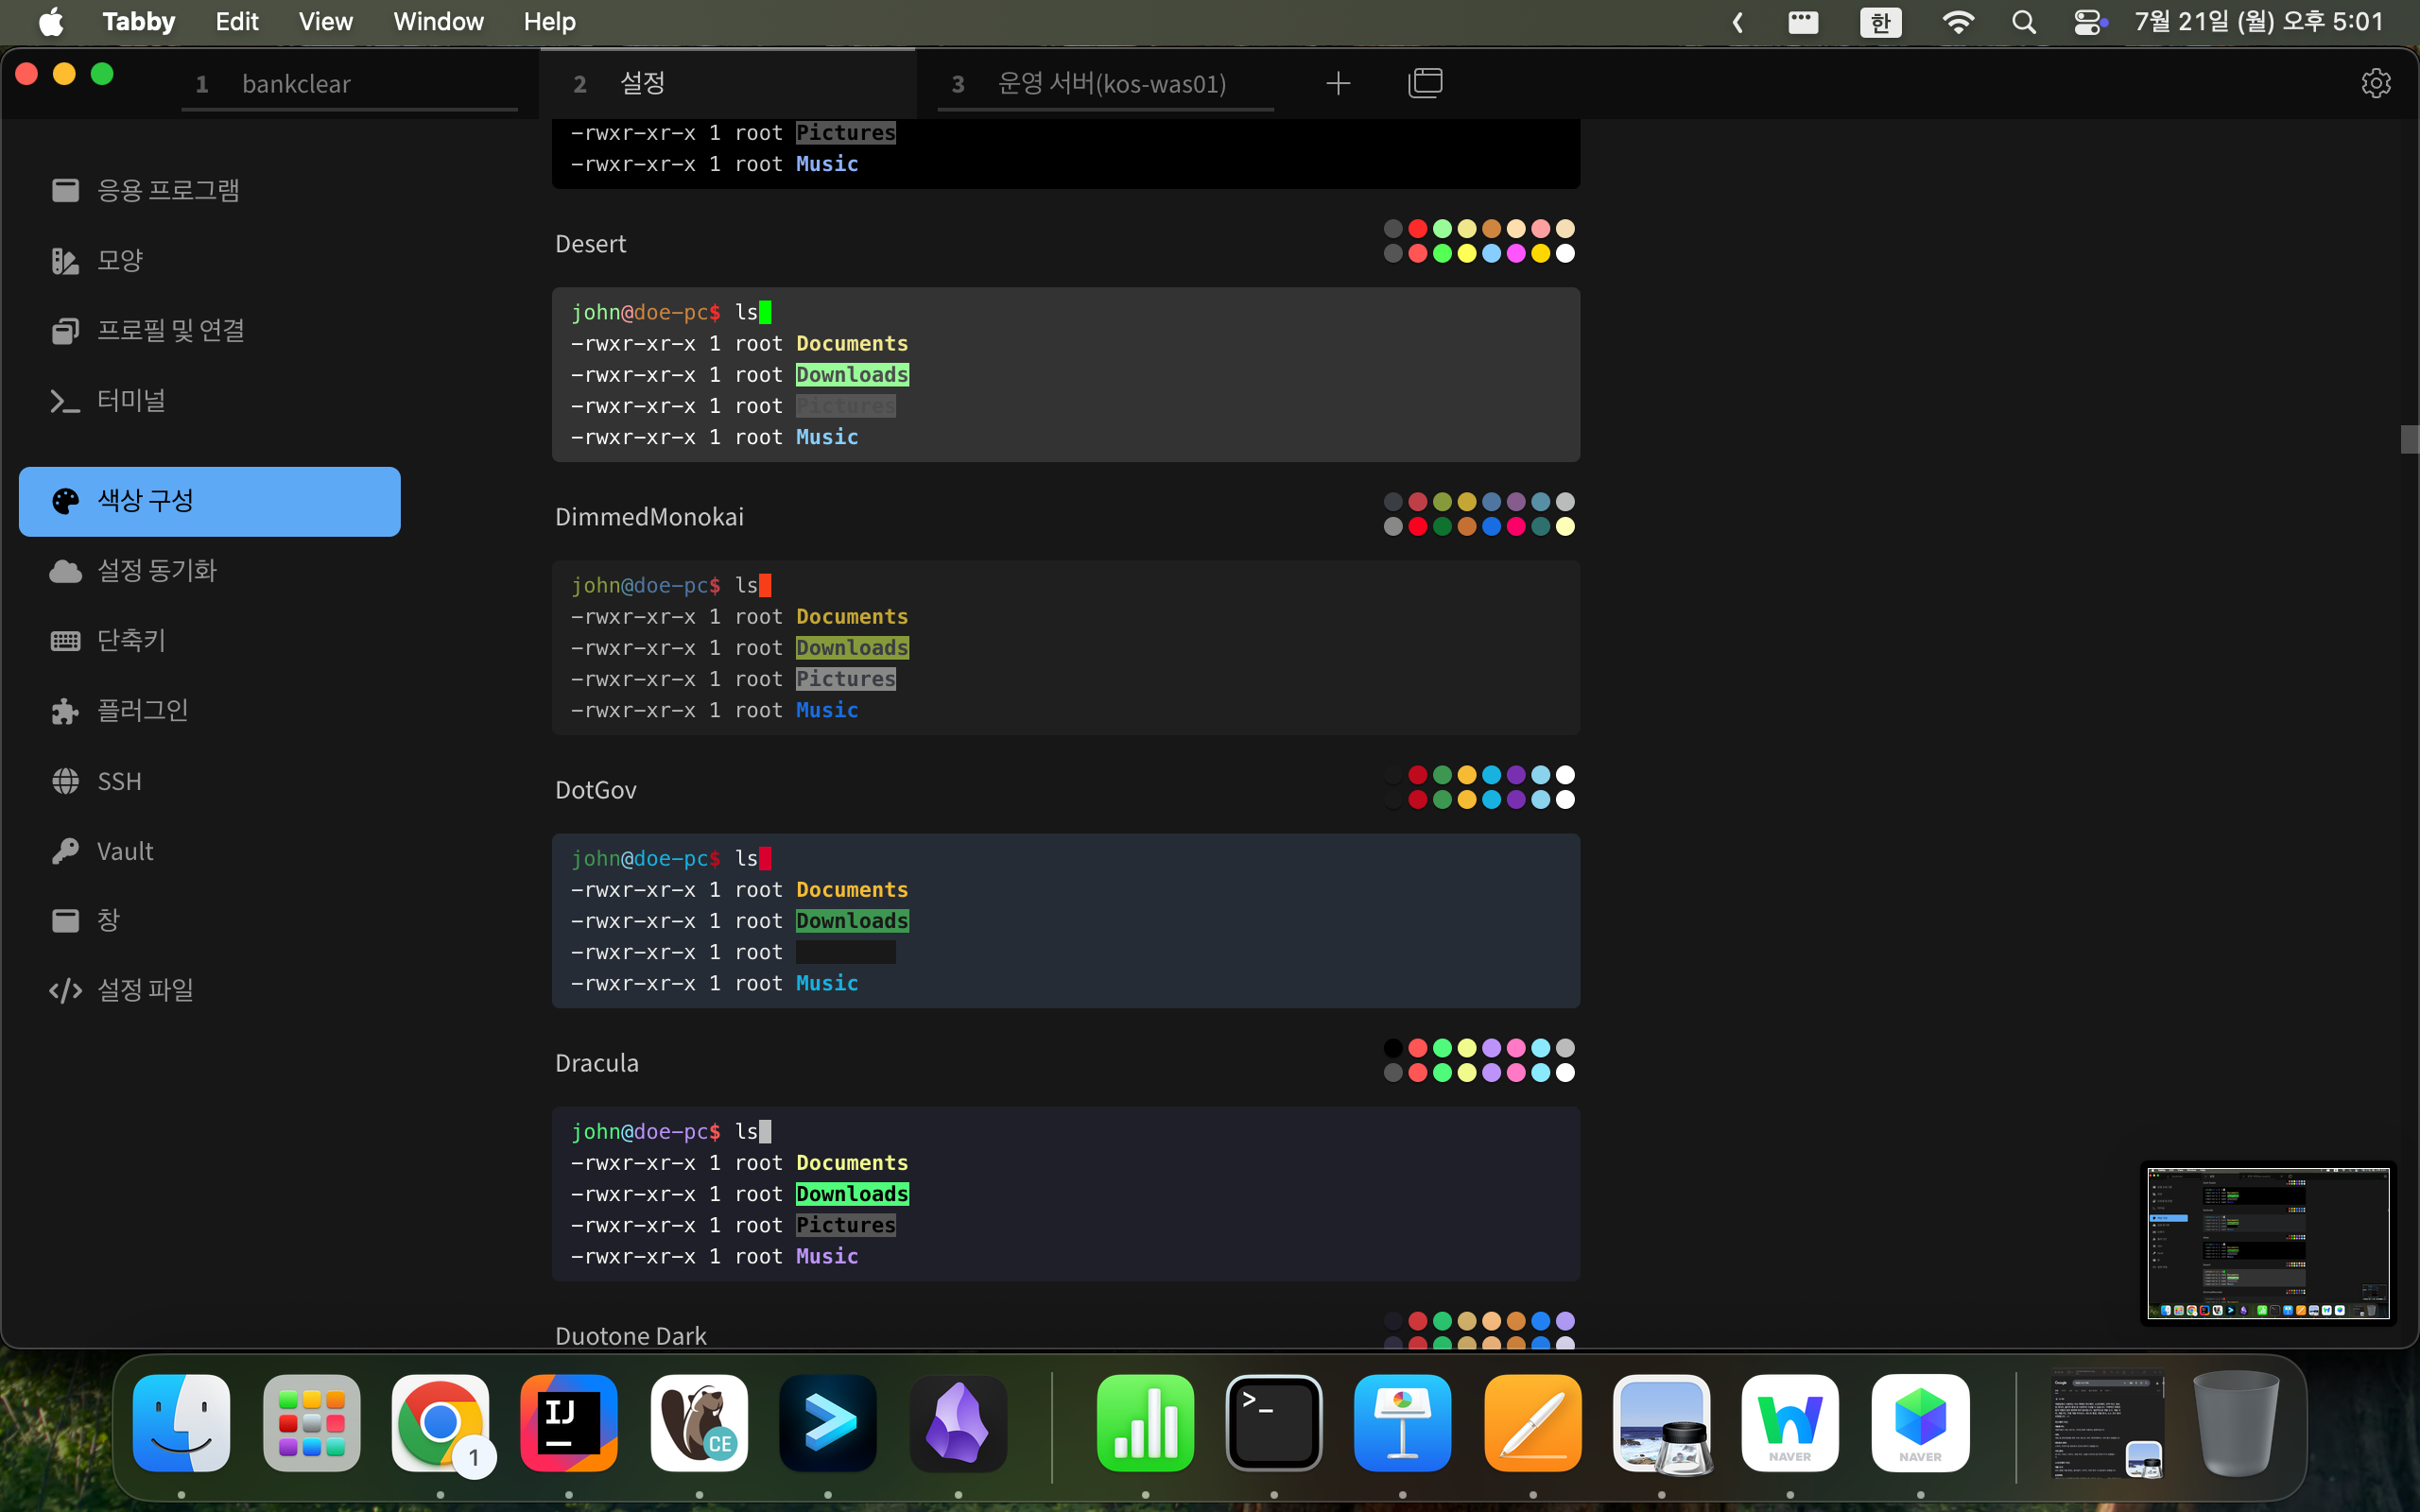 Tabby Edit View Window Help 한 7월 21일 (월) 오후 5:01
1 bankclear 2 설정 3 운영 서버(kos-was01)
응용 프로그램
모양
프로필 및 연결
터미널
색상 구성
설정 동기화
단축키
플러그인
SSH
Vault
창
설정 파일
-rwxr-xr-x 1 root Pictures
-rwxr-xr-x 1 root Music
Desert
john@doe-pc$ ls
-rwxr-xr-x 1 root Documents
-rwxr-xr-x 1 root Downloads
-rwxr-xr-x 1 root Pictures
-rwxr-xr-x 1 root Music
DimmedMonokai
john@doe-pc$ ls
-rwxr-xr-x 1 root Documents
-rwxr-xr-x 1 root Downloads
-rwxr-xr-x 1 root Pictures
-rwxr-xr-x 1 root Music
DotGov
john@doe-pc$ ls
-rwxr-xr-x 1 root Documents
-rwxr-xr-x 1 root Downloads
-rwxr-xr-x 1 root
-rwxr-xr-x 1 root Music
Dracula
john@doe-pc$ ls
-rwxr-xr-x 1 root Documents
-rwxr-xr-x 1 root Downloads
-rwxr-xr-x 1 root Pictures
-rwxr-xr-x 1 root Music
Duotone Dark
1 IJ CE >_ NAVER NAVER